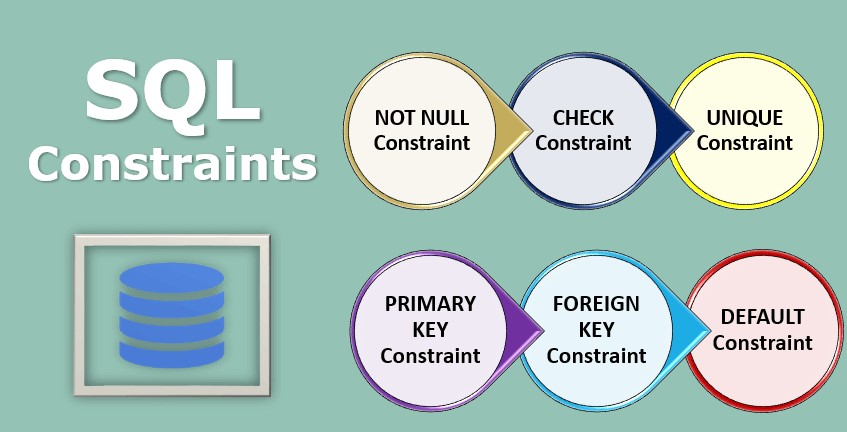 SQL
Constraints
NOT NULL
Constraint
CHECK
Constraint
UNIQUE
Constraint
PRIMARY
KEY
Constraint
FOREIGN
KEY
Constraint
DEFAULT
Constraint